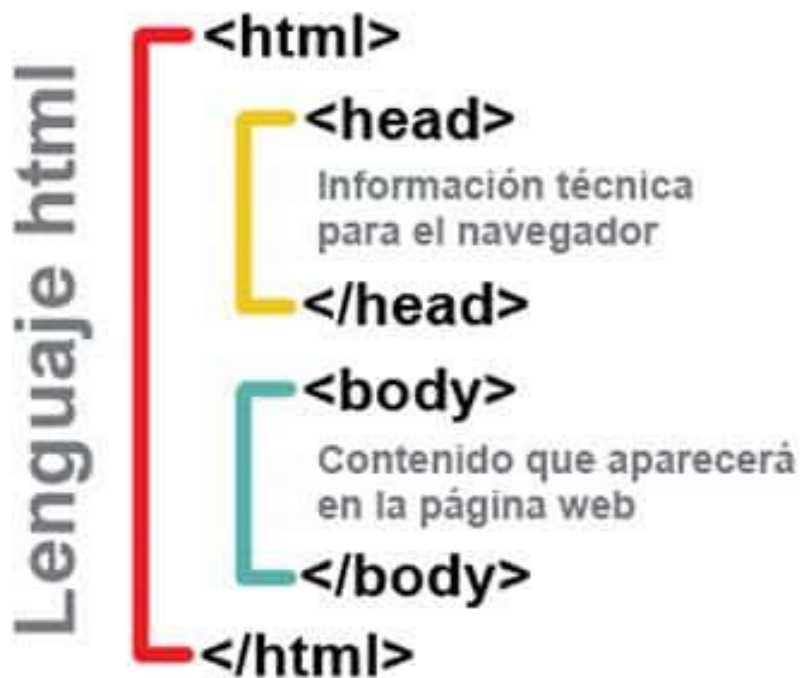 Lenguaje html
<html>
<head>
Información técnica
para el navegador
</head>
<body>
Contenido que aparecerá
en la página web
</body>
</html>